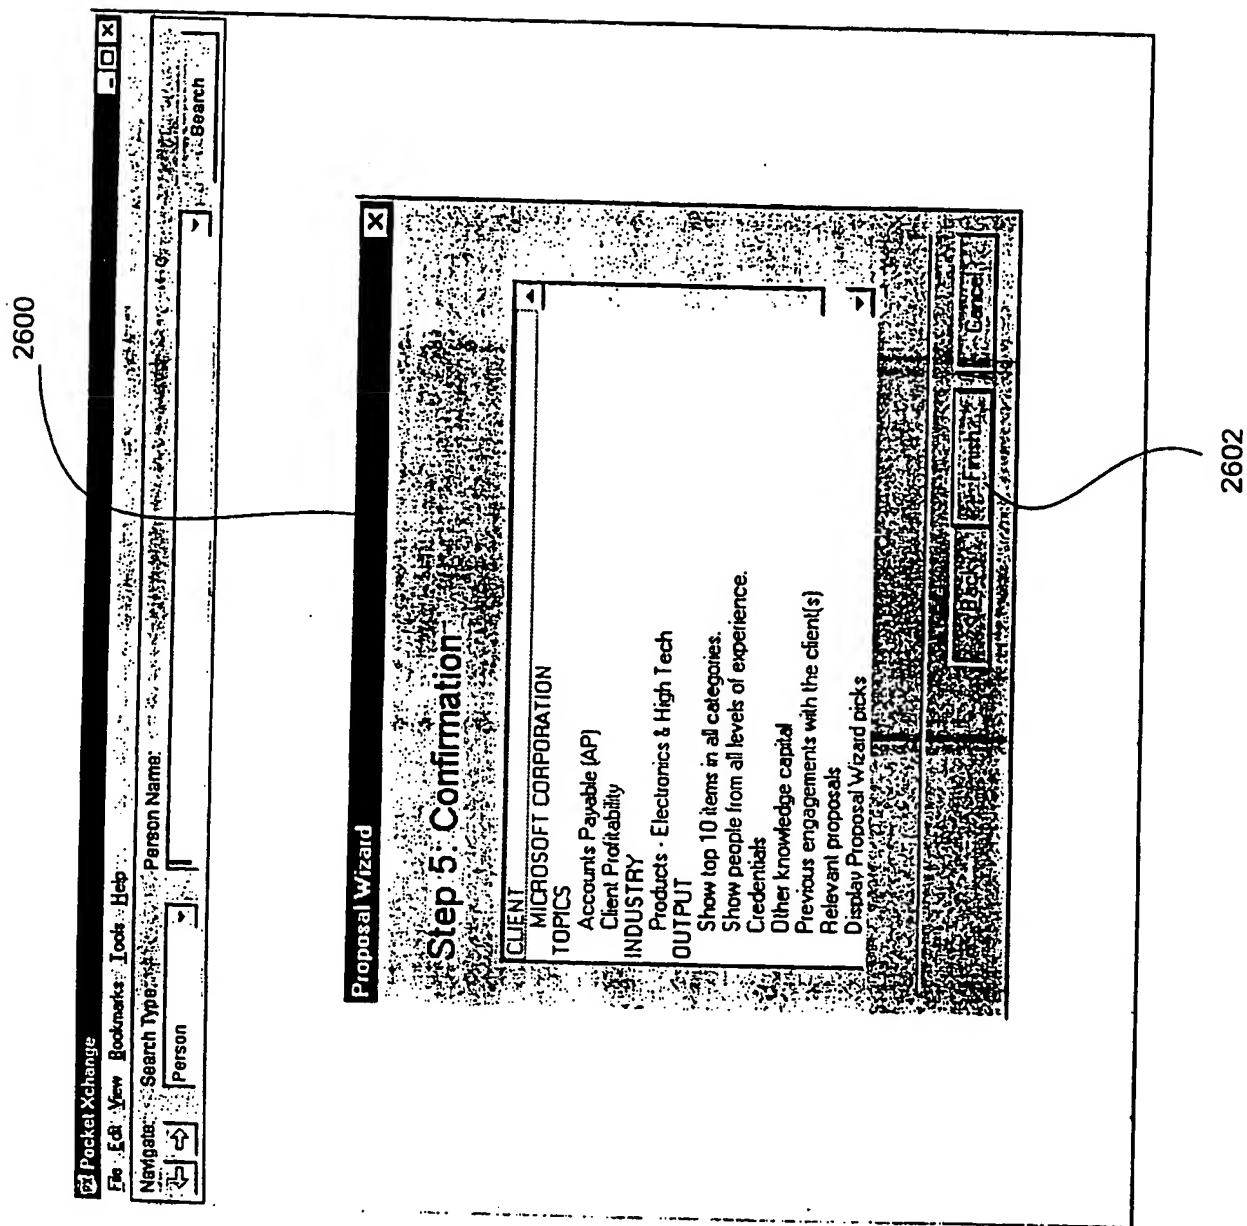 2600
Pocket Xchange
File Edit View Bookmarks Tools Help
Navigate: Search Type: Person Name:
Person
Search
Proposal Wizard
Step 5: Confirmation
CLIENT
MICROSOFT CORPORATION
TOPICS
Accounts Payable (AP)
Client Profitability
INDUSTRY
Products - Electronics & High Tech
OUTPUT
Show top 10 items in all categories.
Show people from all levels of experience.
Credentials
Other knowledge capital
Previous engagements with the client(s)
Relevant proposals
Display Proposal Wizard picks
Back Finish Cancel
2602